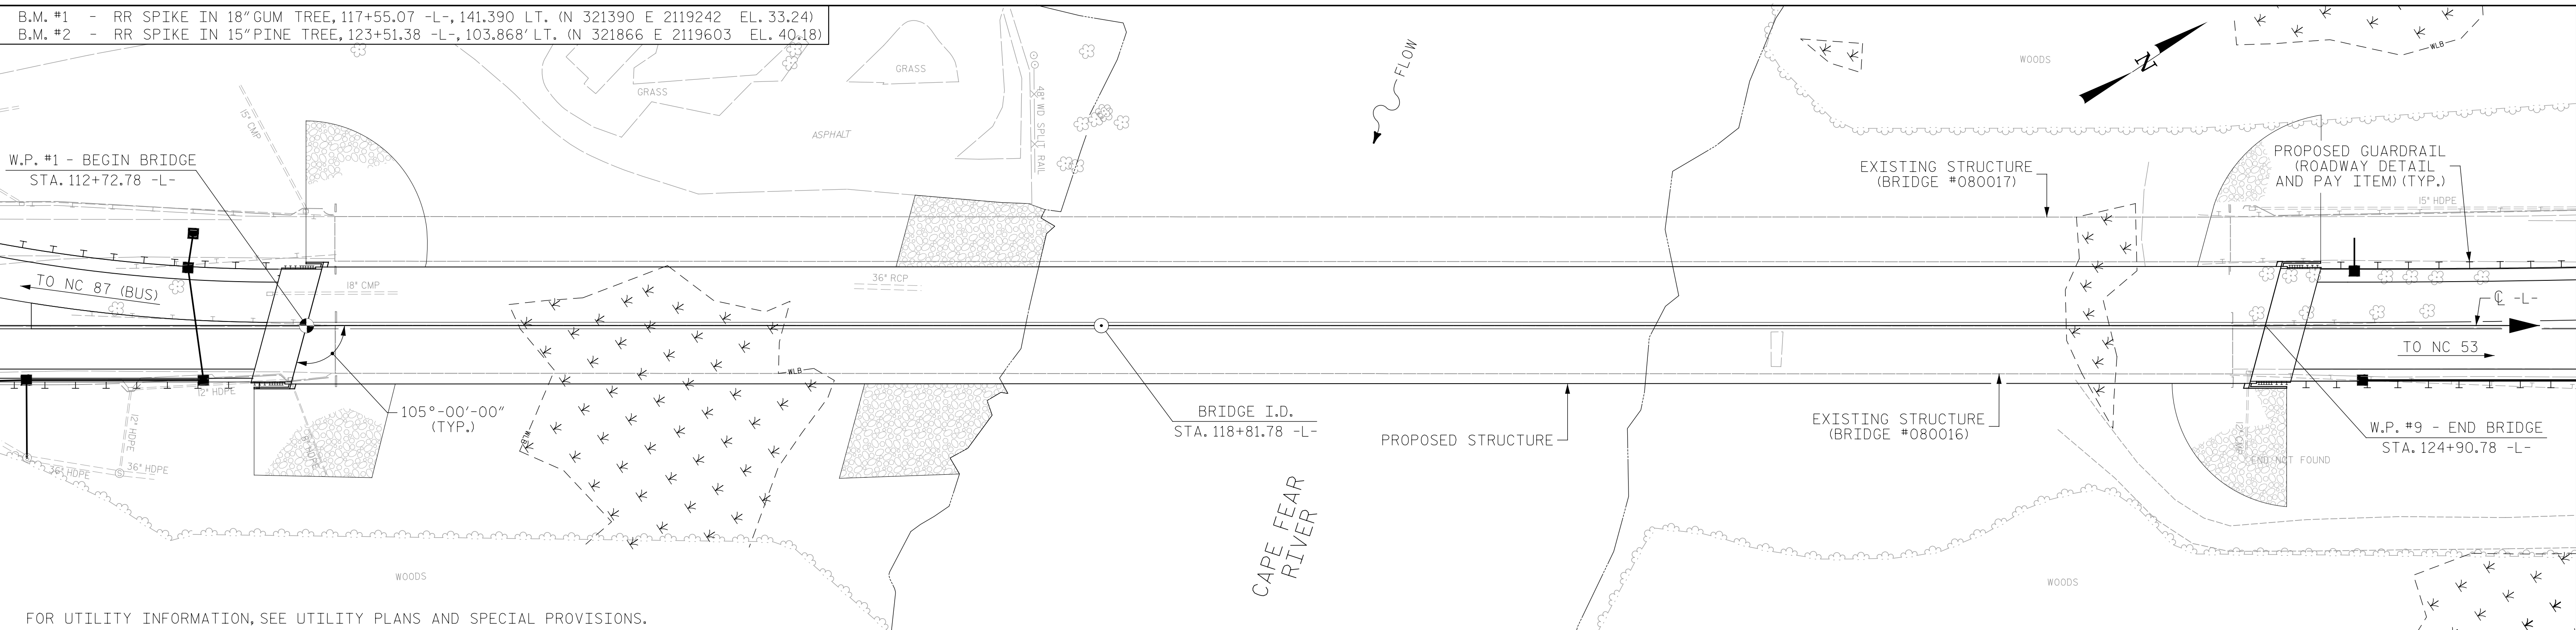 B.M. #1 - RR SPIKE IN 18" GUM TREE, 117+55.07 -L-, 141.390 LT. (N 321390 E 2119242 EL. 33.24)
B.M. #2 - RR SPIKE IN 15" PINE TREE, 123+51.38 -L-, 103.868' LT. (N 321866 E 2119603 EL. 40.18)
GRASS
GRASS
ASPHALT
48" WD SPLIT RAIL
15" CMP
FLOW
WOODS
N
WLB
W.P. #1 - BEGIN BRIDGE
STA. 112+72.78 -L-
EXISTING STRUCTURE
(BRIDGE #080017)
PROPOSED GUARDRAIL
(ROADWAY DETAIL
AND PAY ITEM) (TYP.)
15" HDPE
TO NC 87 (BUS)
18" CMP
36" RCP
℄ -L-
TO NC 53
WLB
WLB
12" HDPE
12" HDPE
36" HDPE
36" HDPE
105°-00'-00"
(TYP.)
BRIDGE I.D.
STA. 118+81.78 -L-
PROPOSED STRUCTURE
EXISTING STRUCTURE
(BRIDGE #080016)
W.P. #9 - END BRIDGE
STA. 124+90.78 -L-
12" CMP
END NOT FOUND
CAPE FEAR
RIVER
WOODS
WOODS
FOR UTILITY INFORMATION, SEE UTILITY PLANS AND SPECIAL PROVISIONS.